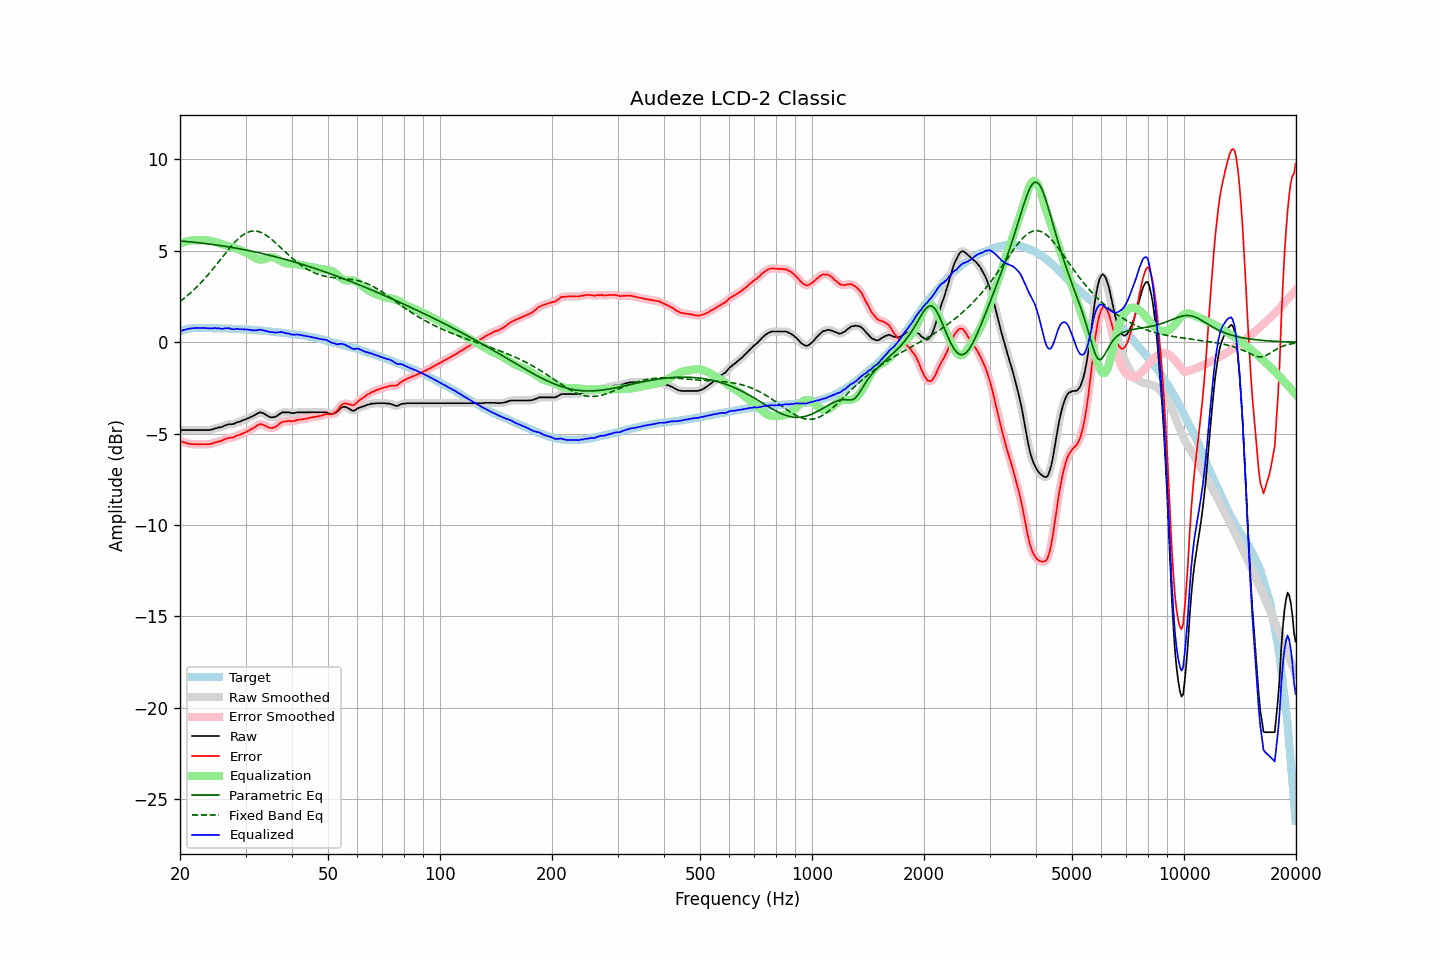 Audeze LCD-2 Classic
Amplitude (dBr)
10
5
0
−5
−10
−15
−20
−25
Target
Raw Smoothed
Error Smoothed
Raw
Error
Equalization
Parametric Eq
Fixed Band Eq
Equalized
20 50 100 200 500 1000 2000 5000 10000 20000
Frequency (Hz)